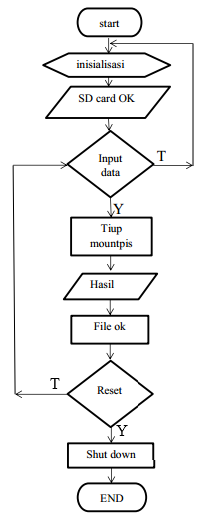 start
inisialisasi
SD card OK
Input
data
T
Y
Tiup
mountpis
Hasil
File ok
T
Reset
Y
Shut down
END